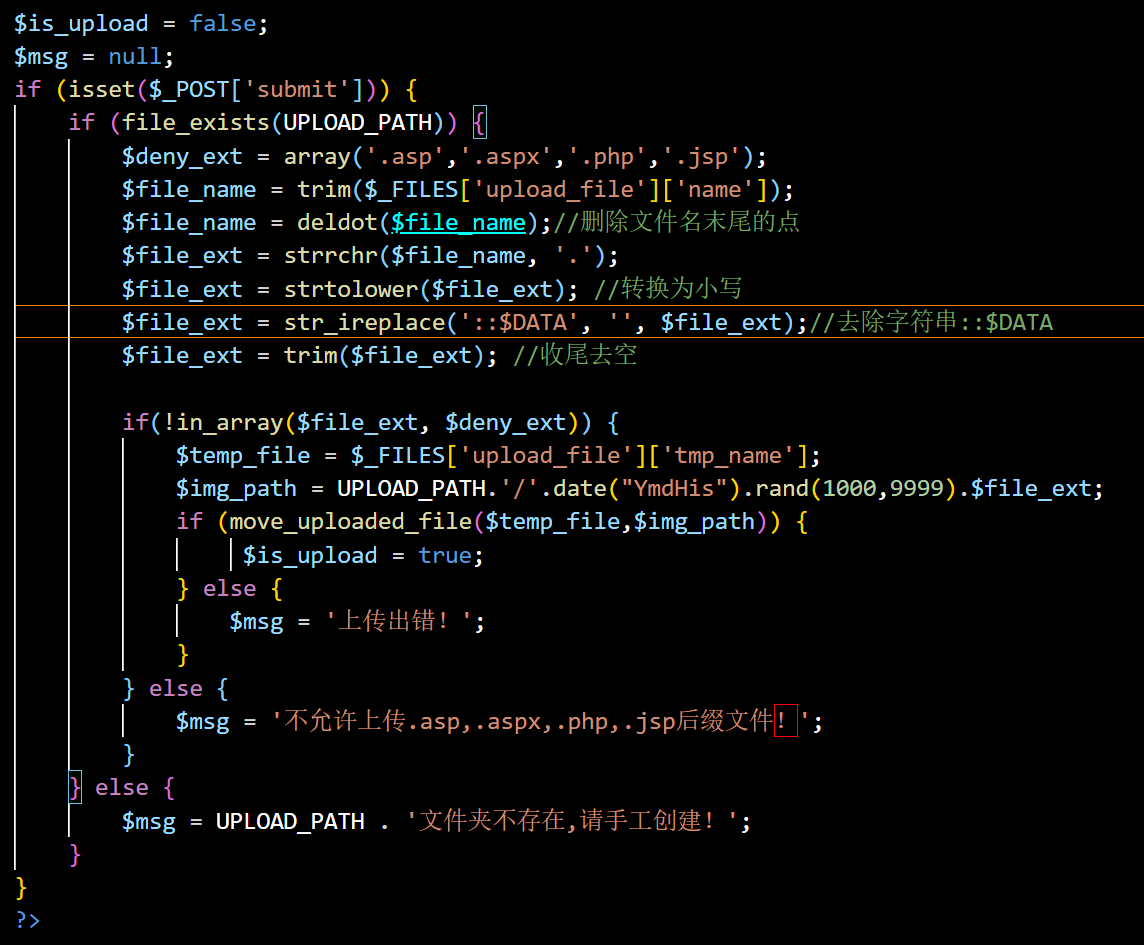 $is_upload = false;
$msg = null;
if (isset($_POST['submit'])) {
    if (file_exists(UPLOAD_PATH)) {
        $deny_ext = array('.asp','.aspx','.php','.jsp');
        $file_name = trim($_FILES['upload_file']['name']);
        $file_name = deldot($file_name);//删除文件名末尾的点
        $file_ext = strrchr($file_name, '.');
        $file_ext = strtolower($file_ext); //转换为小写
        $file_ext = str_ireplace('::$DATA', '', $file_ext);//去除字符串::$DATA
        $file_ext = trim($file_ext); //收尾去空

        if(!in_array($file_ext, $deny_ext)) {
            $temp_file = $_FILES['upload_file']['tmp_name'];
            $img_path = UPLOAD_PATH.'/'.date("YmdHis").rand(1000,9999).$file_ext;
            if (move_uploaded_file($temp_file,$img_path)) {
                 $is_upload = true;
            } else {
                $msg = '上传出错！';
            }
        } else {
            $msg = '不允许上传.asp,.aspx,.php,.jsp后缀文件！';
        }
    } else {
        $msg = UPLOAD_PATH . '文件夹不存在,请手工创建！';
    }
}
?>